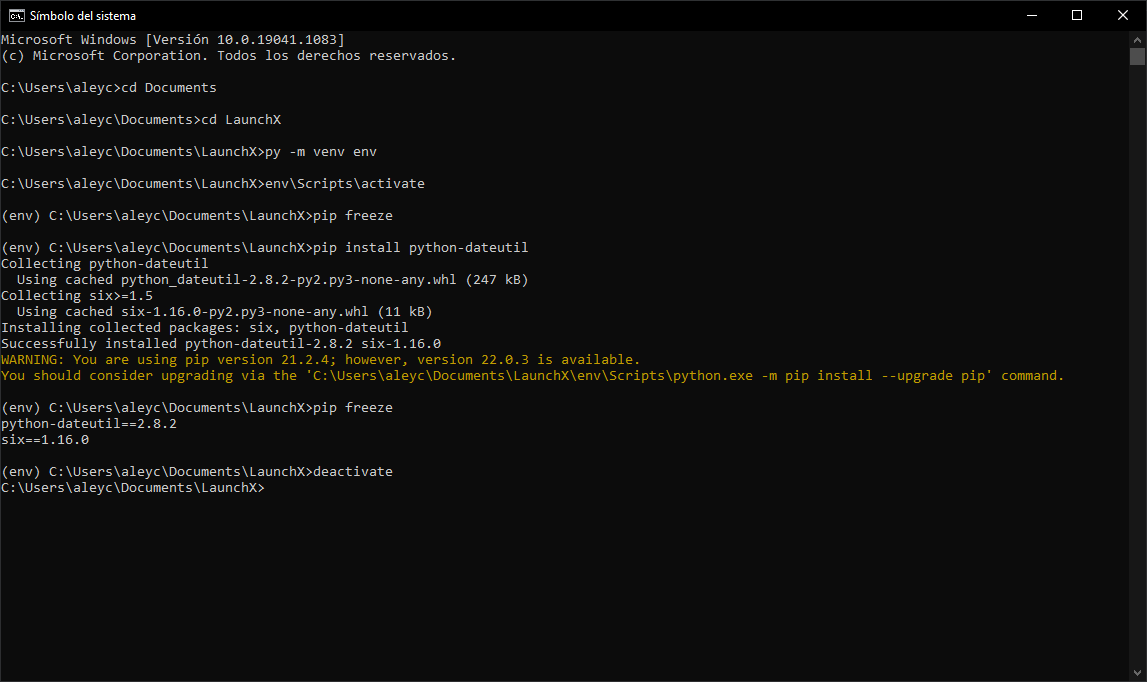 Símbolo del sistema
Microsoft Windows [Versión 10.0.19041.1083]
(c) Microsoft Corporation. Todos los derechos reservados.
C:\Users\aleyc>cd Documents
C:\Users\aleyc\Documents>cd LaunchX
C:\Users\aleyc\Documents\LaunchX>py -m venv env
C:\Users\aleyc\Documents\LaunchX>env\Scripts\activate
(env) C:\Users\aleyc\Documents\LaunchX>pip freeze
(env) C:\Users\aleyc\Documents\LaunchX>pip install python-dateutil
Collecting python-dateutil
  Using cached python_dateutil-2.8.2-py2.py3-none-any.whl (247 kB)
Collecting six>=1.5
  Using cached six-1.16.0-py2.py3-none-any.whl (11 kB)
Installing collected packages: six, python-dateutil
Successfully installed python-dateutil-2.8.2 six-1.16.0
WARNING: You are using pip version 21.2.4; however, version 22.0.3 is available.
You should consider upgrading via the 'C:\Users\aleyc\Documents\LaunchX\env\Scripts\python.exe -m pip install --upgrade pip' command.
(env) C:\Users\aleyc\Documents\LaunchX>pip freeze
python-dateutil==2.8.2
six==1.16.0
(env) C:\Users\aleyc\Documents\LaunchX>deactivate
C:\Users\aleyc\Documents\LaunchX>